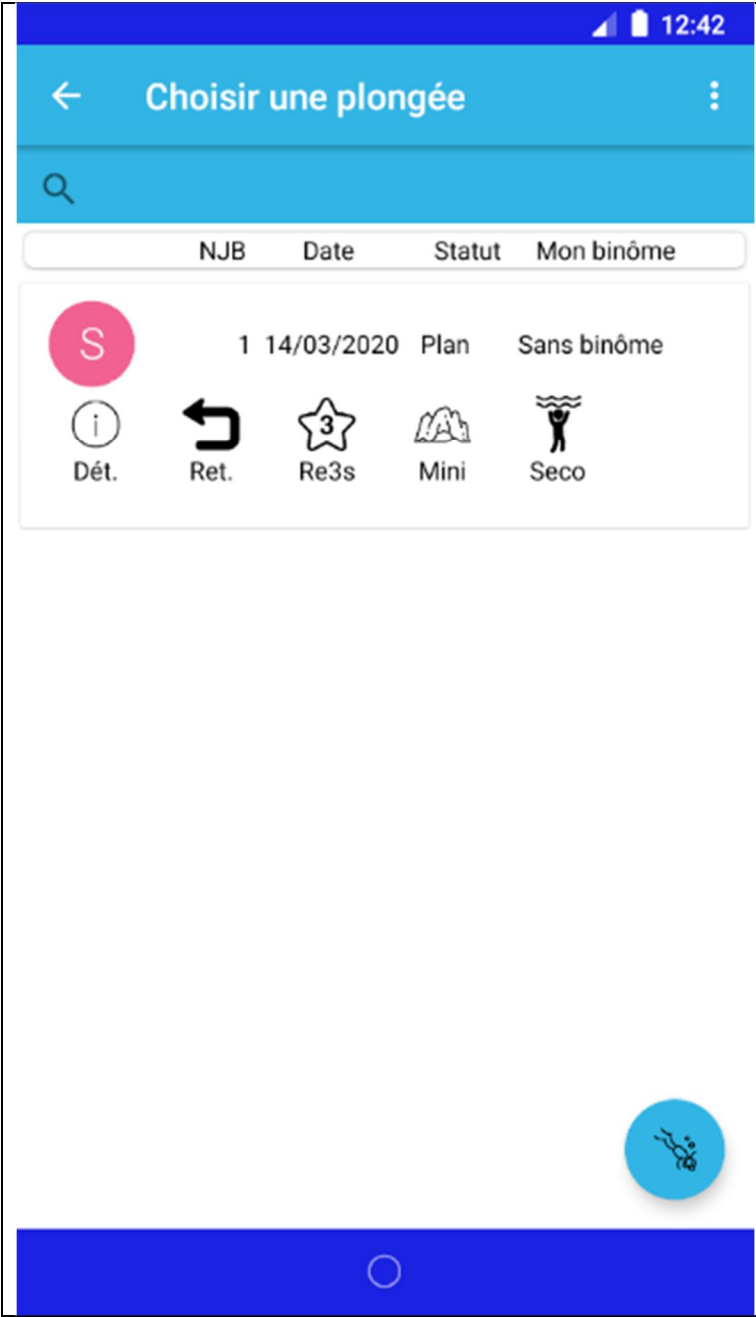 12:42
Choisir une plongée
NJB Date Statut Mon binôme
S 1 14/03/2020 Plan Sans binôme
3
Dét. Ret. Re3s Mini Seco